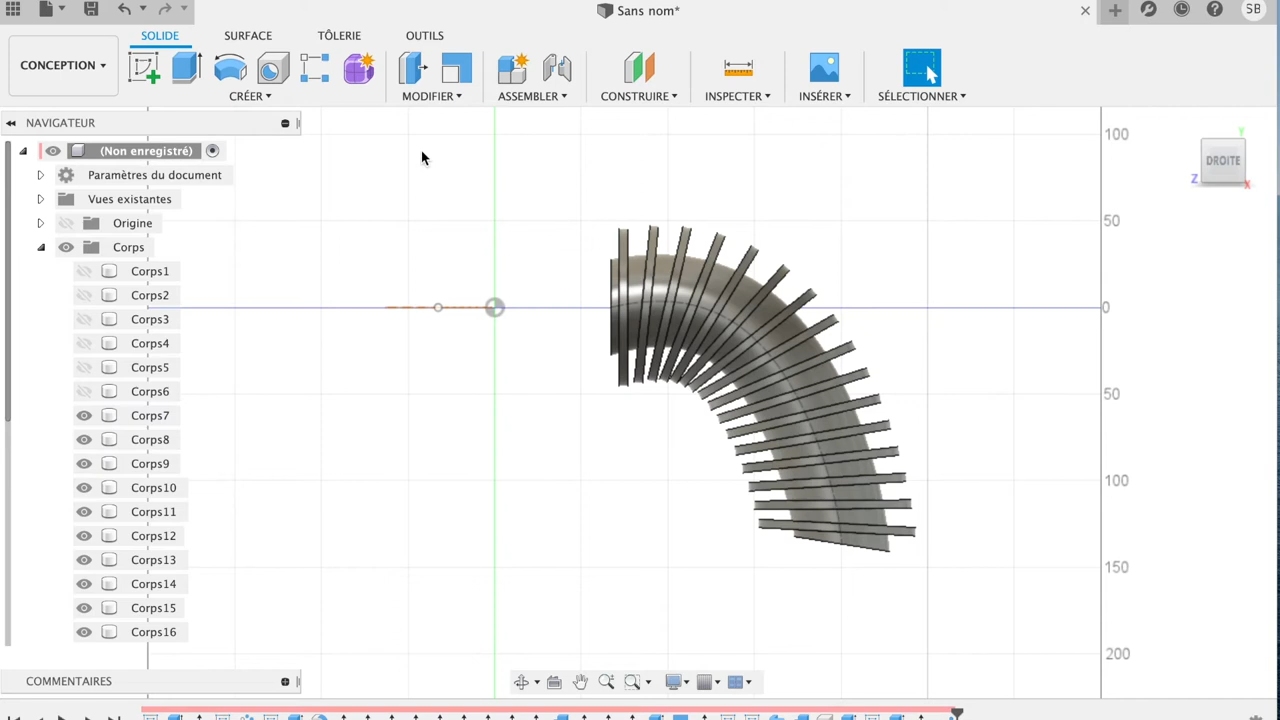 Sans nom*
SB
SOLIDE
SURFACE
TÔLERIE
OUTILS
CONCEPTION
CRÉER
MODIFIER
ASSEMBLER
CONSTRUIRE
INSPECTER
INSÉRER
SÉLECTIONNER
NAVIGATEUR
(Non enregistré)
Paramètres du document
Vues existantes
Origine
Corps
Corps1
Corps2
Corps3
Corps4
Corps5
Corps6
Corps7
Corps8
Corps9
Corps10
Corps11
Corps12
Corps13
Corps14
Corps15
Corps16
COMMENTAIRES
100
50
0
50
100
150
200
Y
DROITE
Z
X